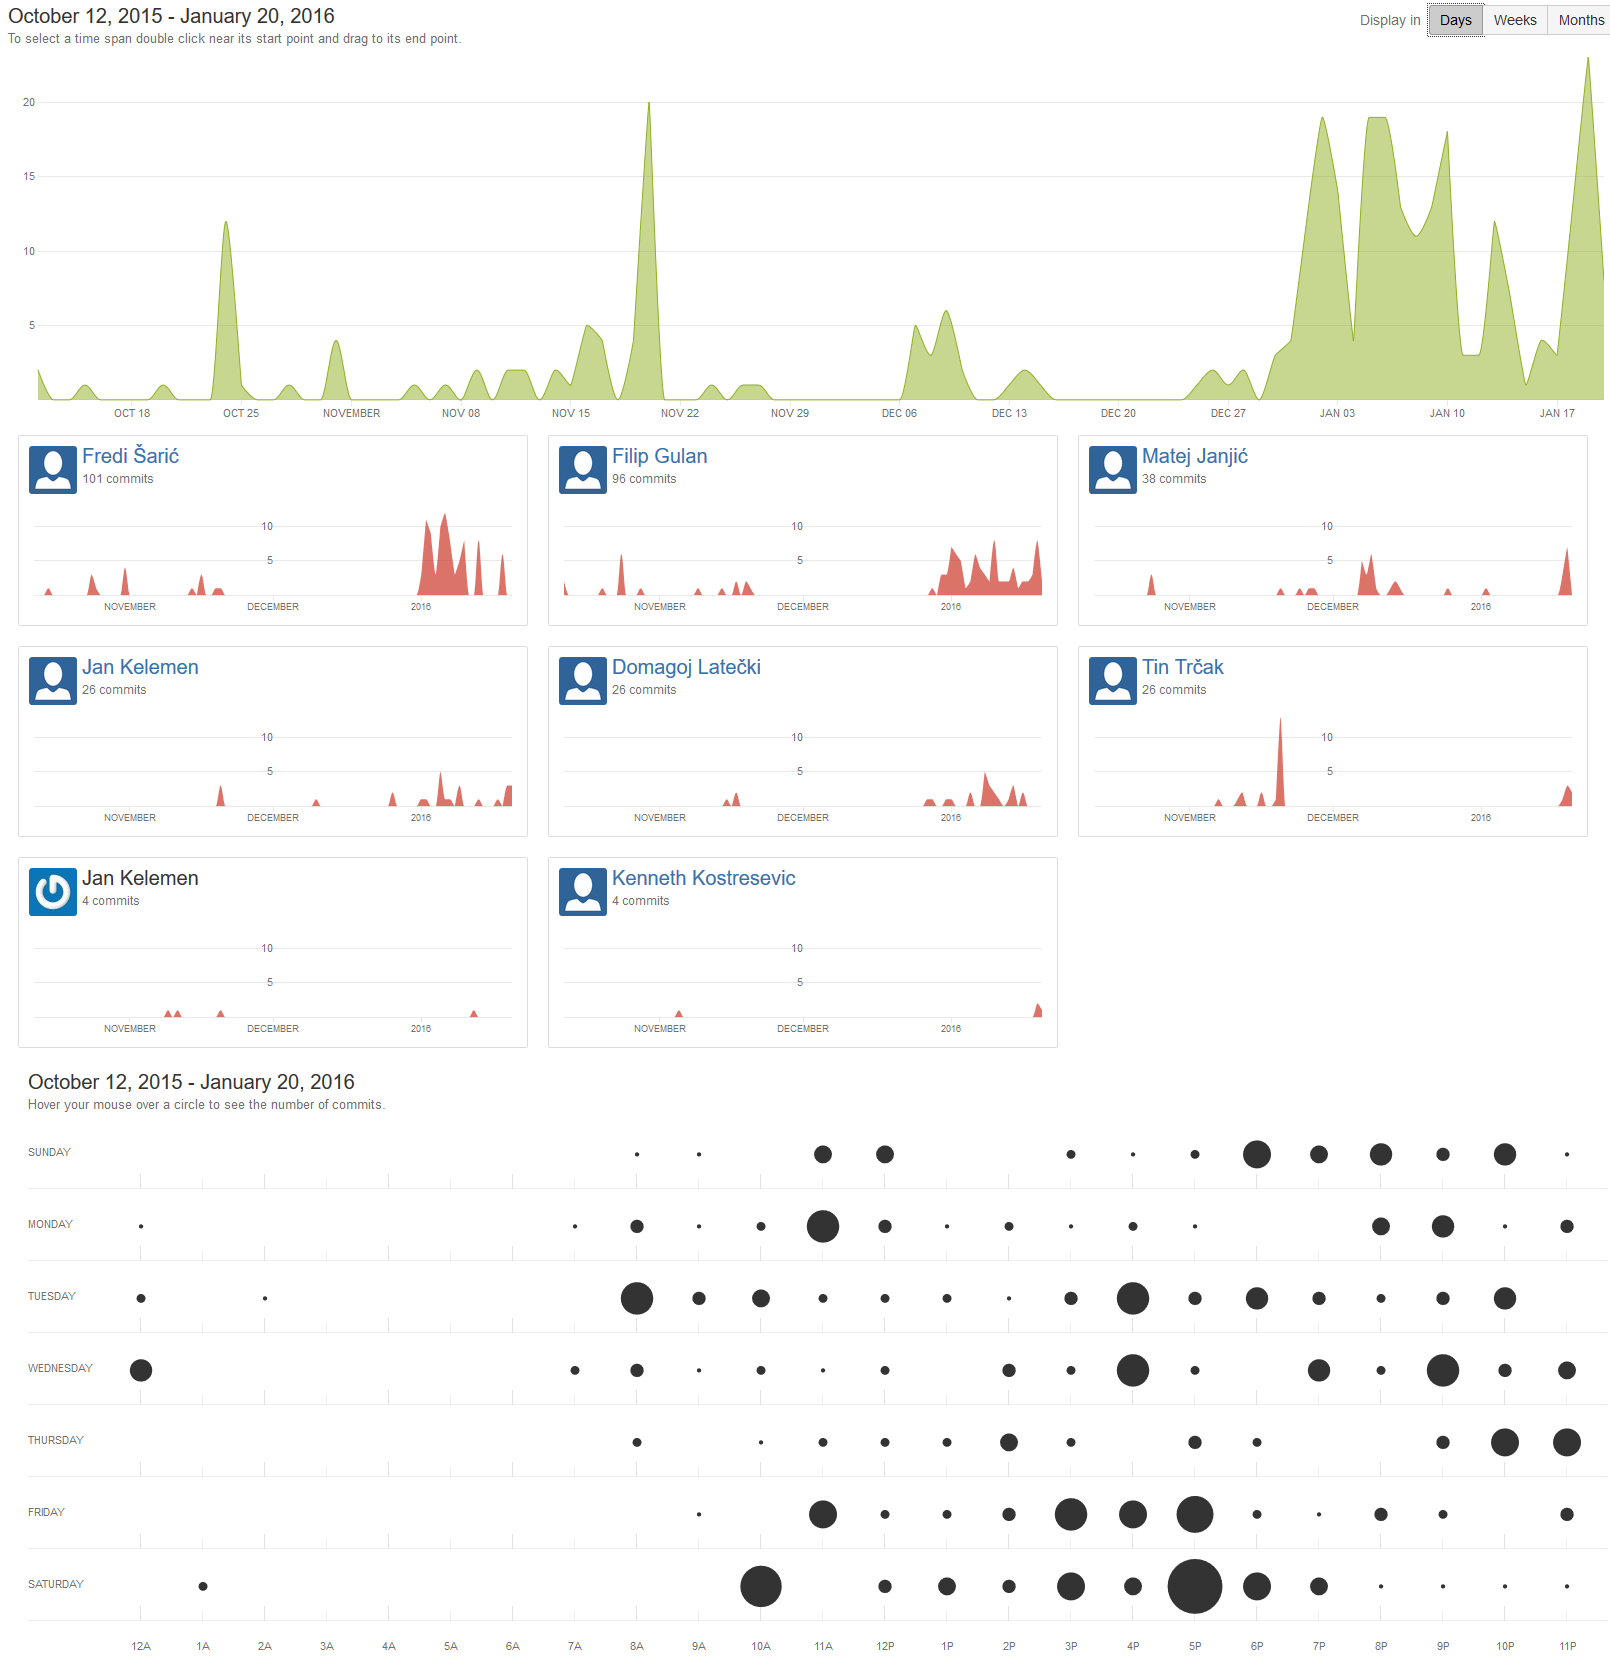 October 12, 2015 - January 20, 2016
Display in Days Weeks Months
To select a time span double click near its start point and drag to its end point.
20
15
10
5
OCT 18 OCT 25 NOVEMBER NOV 08 NOV 15 NOV 22 NOV 29 DEC 06 DEC 13 DEC 20 DEC 27 JAN 03 JAN 10 JAN 17
Fredi Šarić
101 commits
10
5
NOVEMBER DECEMBER 2016
Filip Gulan
96 commits
10
5
NOVEMBER DECEMBER 2016
Matej Janjić
38 commits
10
5
NOVEMBER DECEMBER 2016
Jan Kelemen
26 commits
10
5
NOVEMBER DECEMBER 2016
Domagoj Latečki
26 commits
10
5
NOVEMBER DECEMBER 2016
Tin Trčak
26 commits
10
5
NOVEMBER DECEMBER 2016
Jan Kelemen
4 commits
10
5
NOVEMBER DECEMBER 2016
Kenneth Kostresevic
4 commits
10
5
NOVEMBER DECEMBER 2016
October 12, 2015 - January 20, 2016
Hover your mouse over a circle to see the number of commits.
SUNDAY
MONDAY
TUESDAY
WEDNESDAY
THURSDAY
FRIDAY
SATURDAY
12A 1A 2A 3A 4A 5A 6A 7A 8A 9A 10A 11A 12P 1P 2P 3P 4P 5P 6P 7P 8P 9P 10P 11P